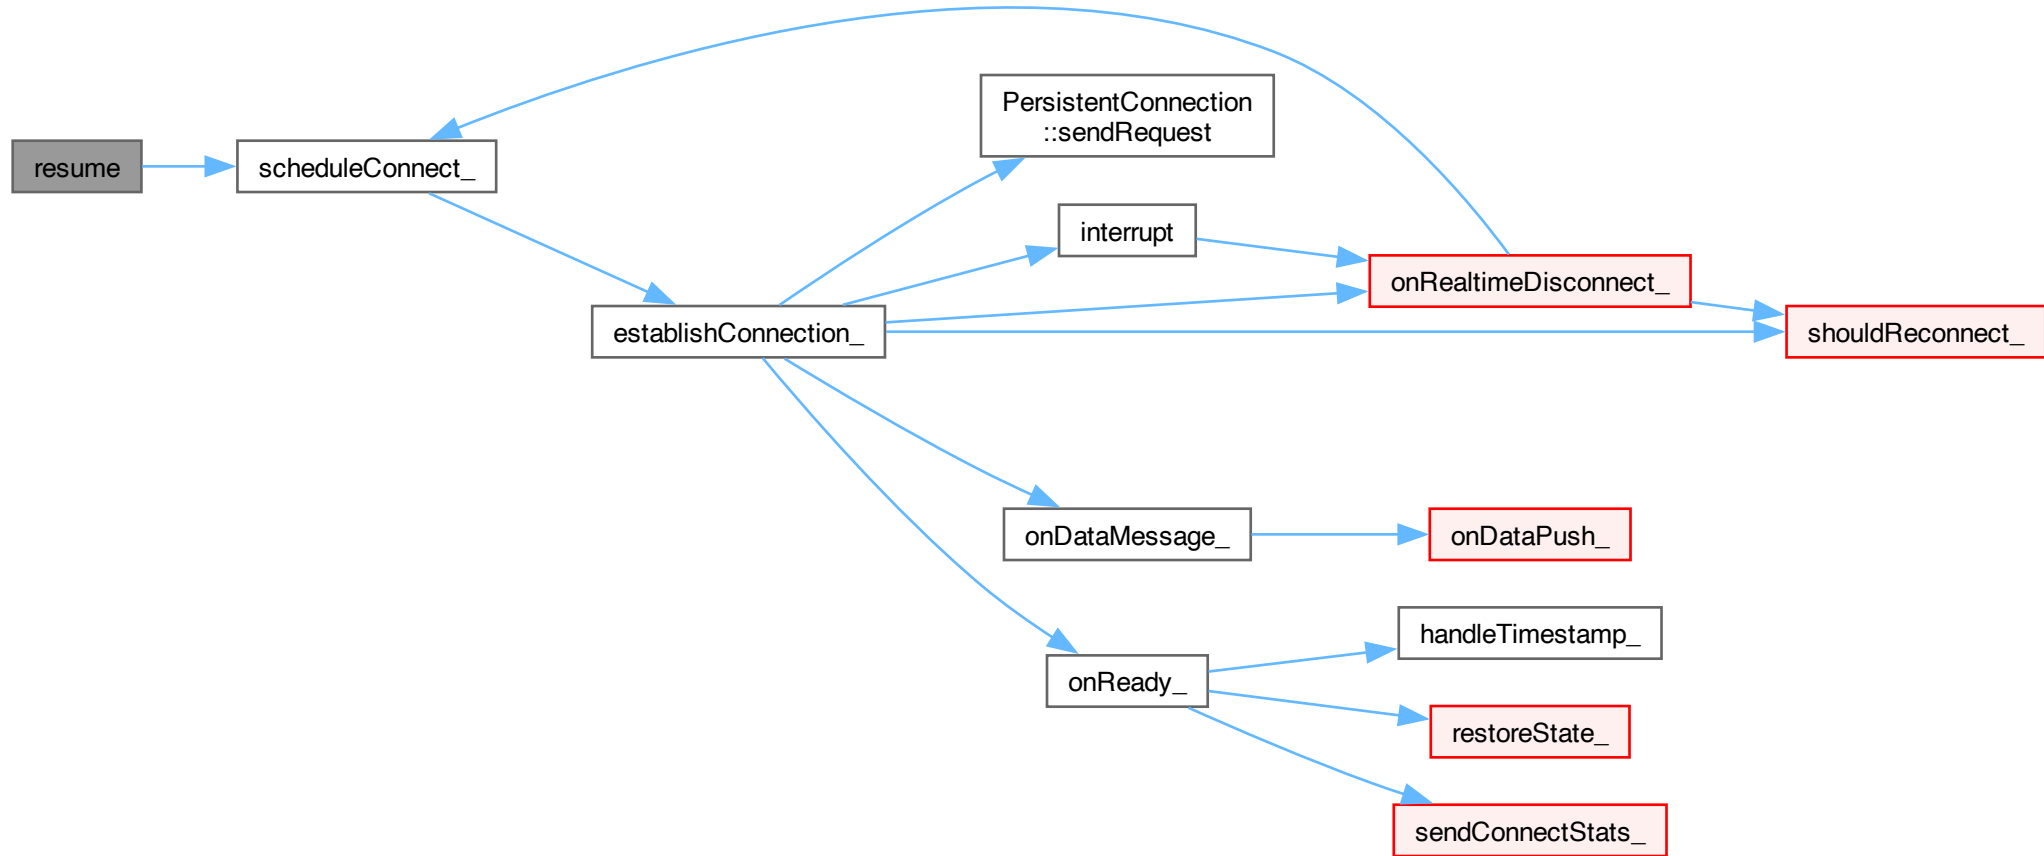 resume
scheduleConnect_
establishConnection_
PersistentConnection
::sendRequest
interrupt
onRealtimeDisconnect_
shouldReconnect_
onDataMessage_
onDataPush_
onReady_
handleTimestamp_
restoreState_
sendConnectStats_